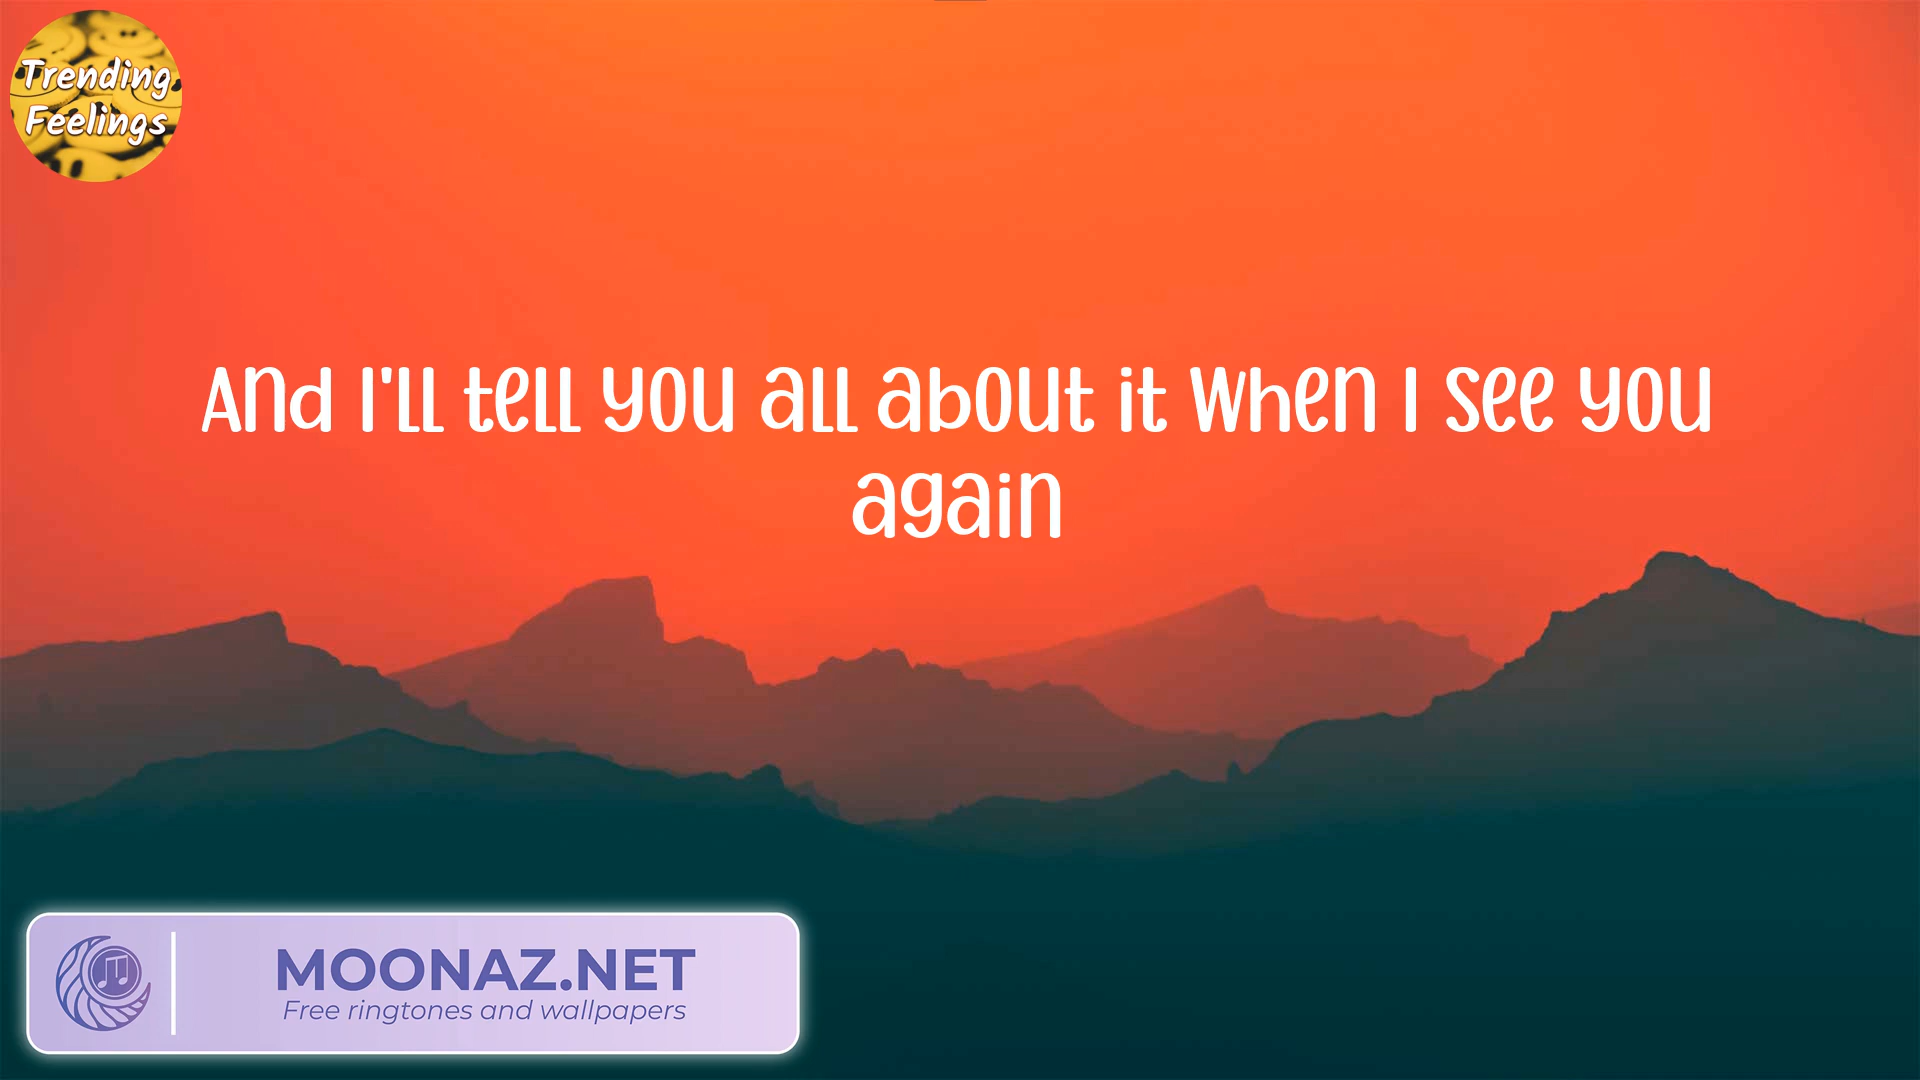 Trending
Feelings
And I'll tell you all about it when I see you
again
MOONAZ.NET
Free ringtones and wallpapers